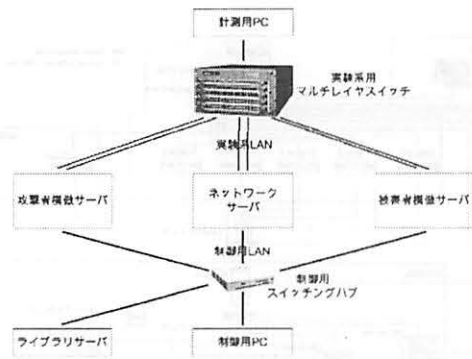 計測用PC
実験系用
マルチレイヤスイッチ
実験系LAN
攻撃者模倣サーバ
ネットワーク
サーバ
被害者模倣サーバ
制御用LAN
制御用
スイッチングハブ
ライブラリサーバ
制御用PC